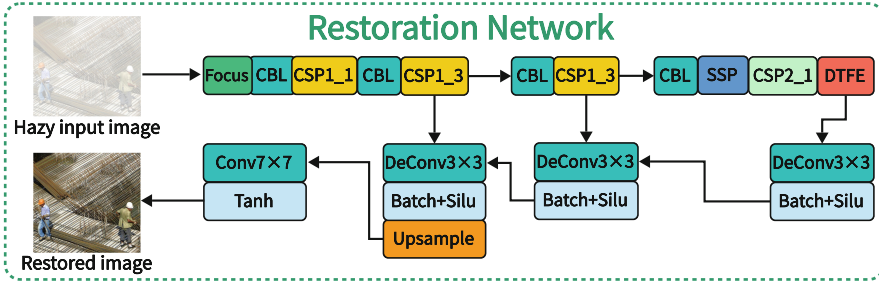 Restoration Network
Focus CBL CSP1_1 CBL CSP1_3 CBL CSP1_3 CBL SSP CSP2_1 DTFE
Hazy input image
Conv7×7 DeConv3×3 DeConv3×3 DeConv3×3
Tanh Batch+Silu Batch+Silu Batch+Silu
Upsample
Restored image